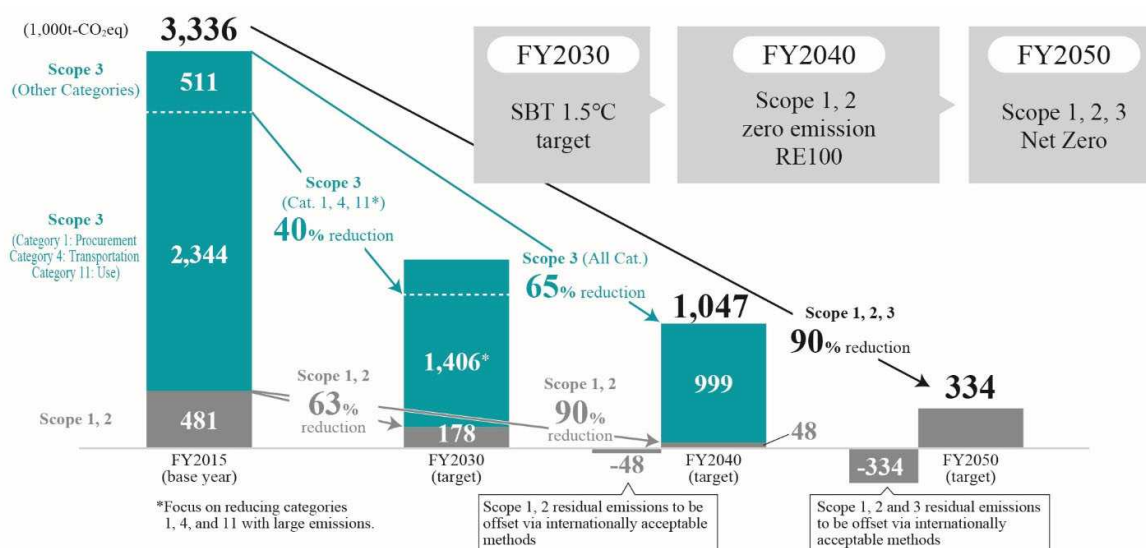 (1,000t-CO₂eq)
3,336
Scope 3
(Other Categories)
511
Scope 3
(Category 1: Procurement
Category 4: Transportation
Category 11: Use)
2,344
Scope 1, 2
481
FY2015
(base year)
Scope 3
(Cat. 1, 4, 11*)
40% reduction
1,406*
Scope 1, 2
63%
reduction
178
FY2030
(target)
Scope 3 (All Cat.)
65% reduction
1,047
999
Scope 1, 2
90%
reduction
48
-48
FY2040
(target)
Scope 1, 2, 3
90% reduction
334
-334
FY2050
(target)
FY2030
SBT 1.5℃
target
FY2040
Scope 1, 2
zero emission
RE100
FY2050
Scope 1, 2, 3
Net Zero
*Focus on reducing categories
1, 4, and 11 with large emissions.
Scope 1, 2 residual emissions to be
offset via internationally acceptable
methods
Scope 1, 2 and 3 residual emissions
to be offset via internationally
acceptable methods